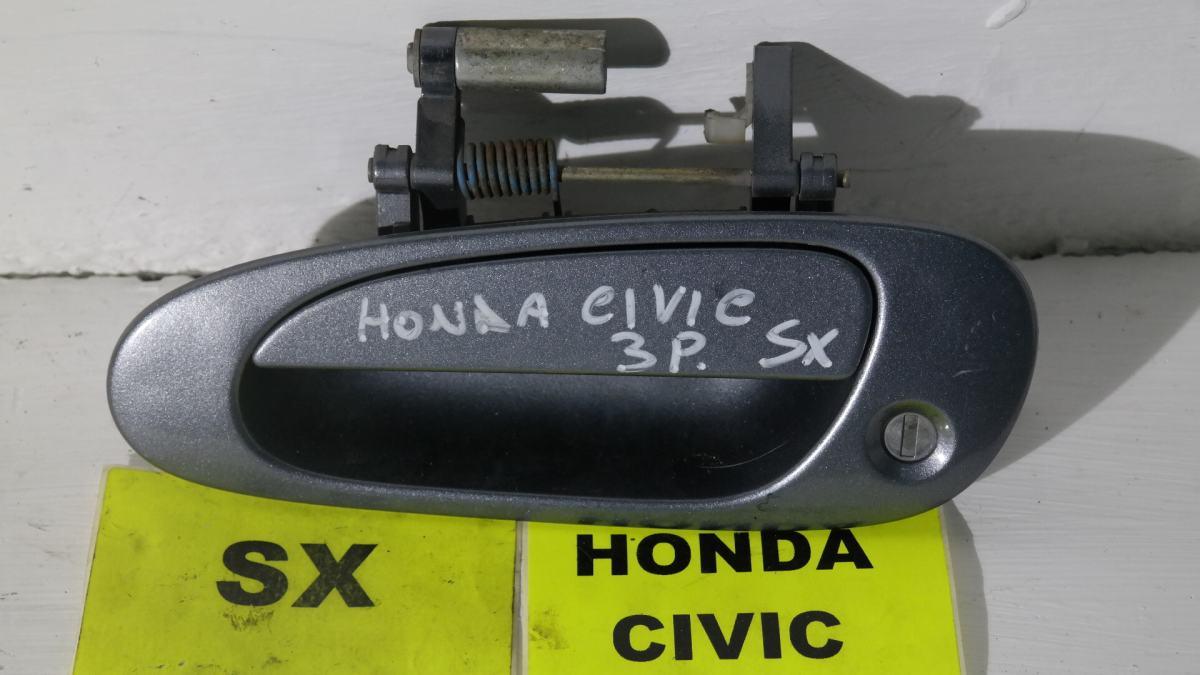 HONDA CIVIC
3P. SX
SX
HONDA
CIVIC